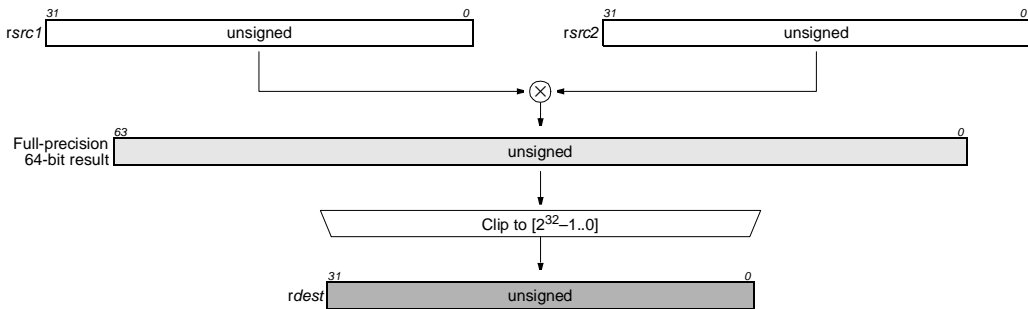 31 0 31 0
rsrc1 unsigned rsrc2 unsigned
63 0
Full-precision
64-bit result
unsigned
Clip to [2³²–1..0]
31 0
rdest unsigned